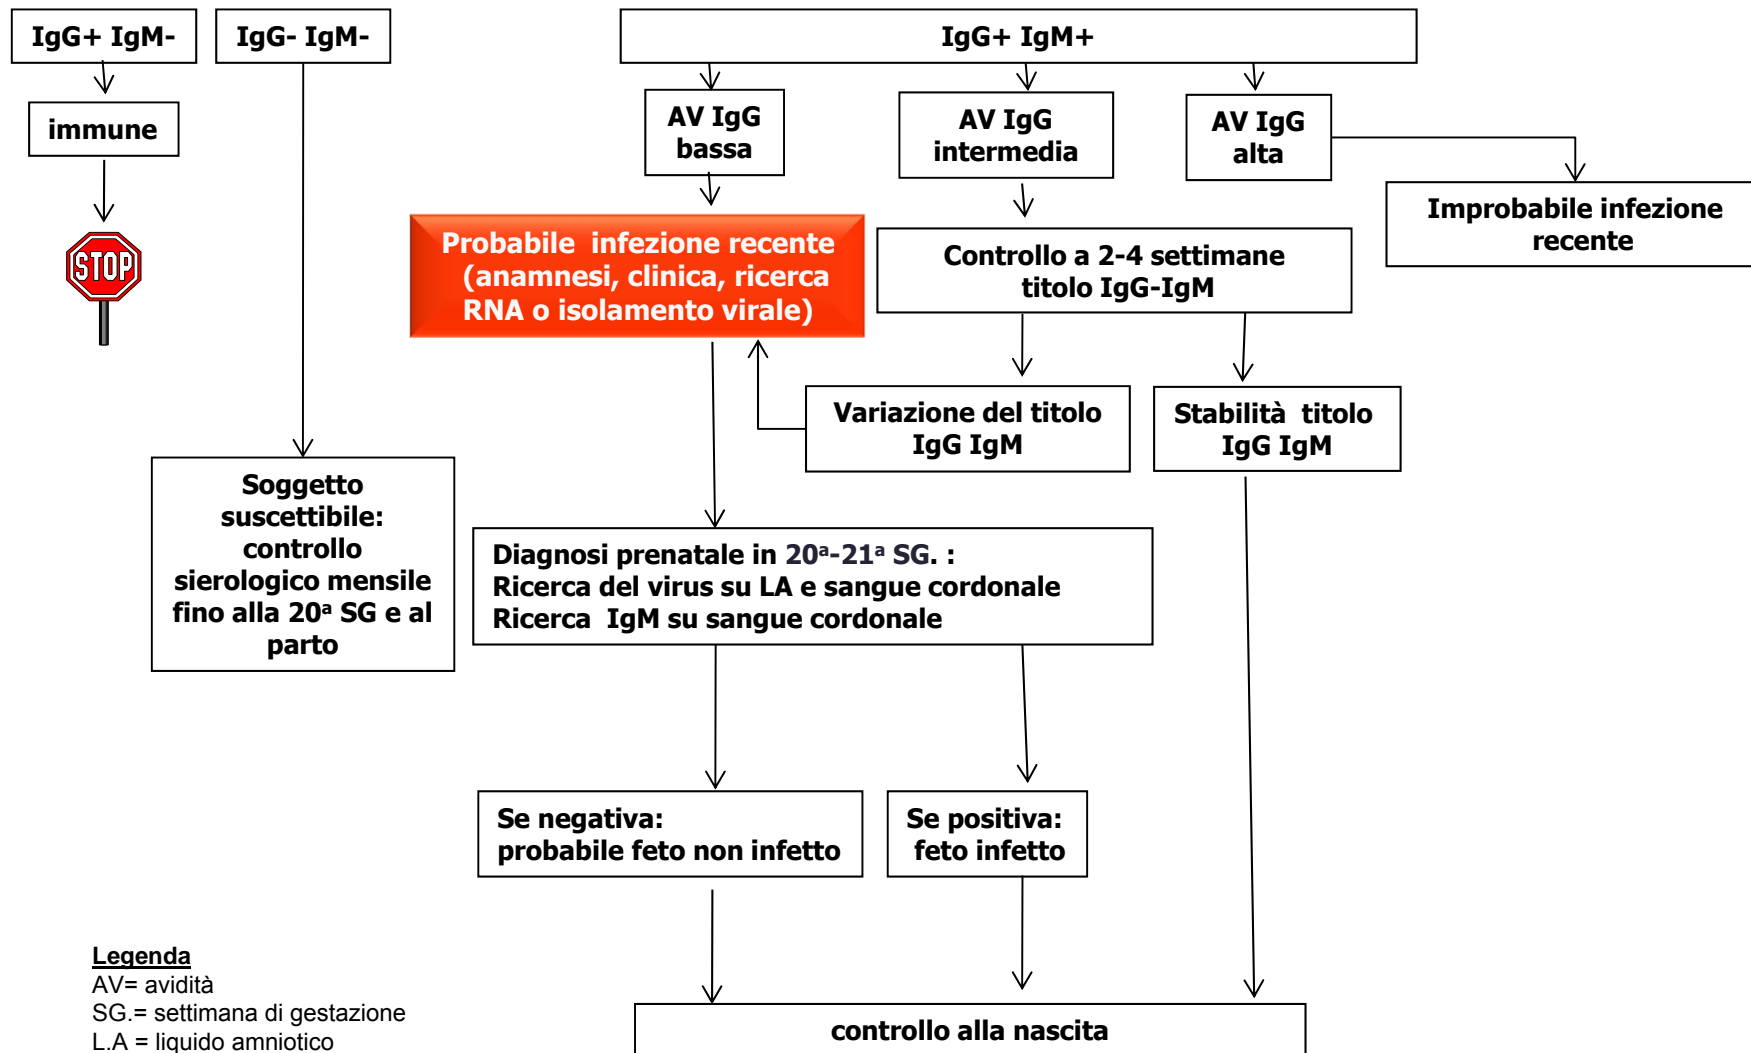 IgG+ IgM-
IgG- IgM-
IgG+ IgM+
immune
STOP
AV IgG
bassa
AV IgG
intermedia
AV IgG
alta
Improbabile infezione
recente
Probabile infezione recente
(anamnesi, clinica, ricerca
RNA o isolamento virale)
Controllo a 2-4 settimane
titolo IgG-IgM
Variazione del titolo
IgG IgM
Stabilità titolo
IgG IgM
Soggetto
suscettibile:
controllo
sierologico mensile
fino alla 20ª SG e al
parto
Diagnosi prenatale in 20ª-21ª SG. :
Ricerca del virus su LA e sangue cordonale
Ricerca IgM su sangue cordonale
Se negativa:
probabile feto non infetto
Se positiva:
feto infetto
controllo alla nascita
Legenda
AV= avidità
SG.= settimana di gestazione
L.A = liquido amniotico